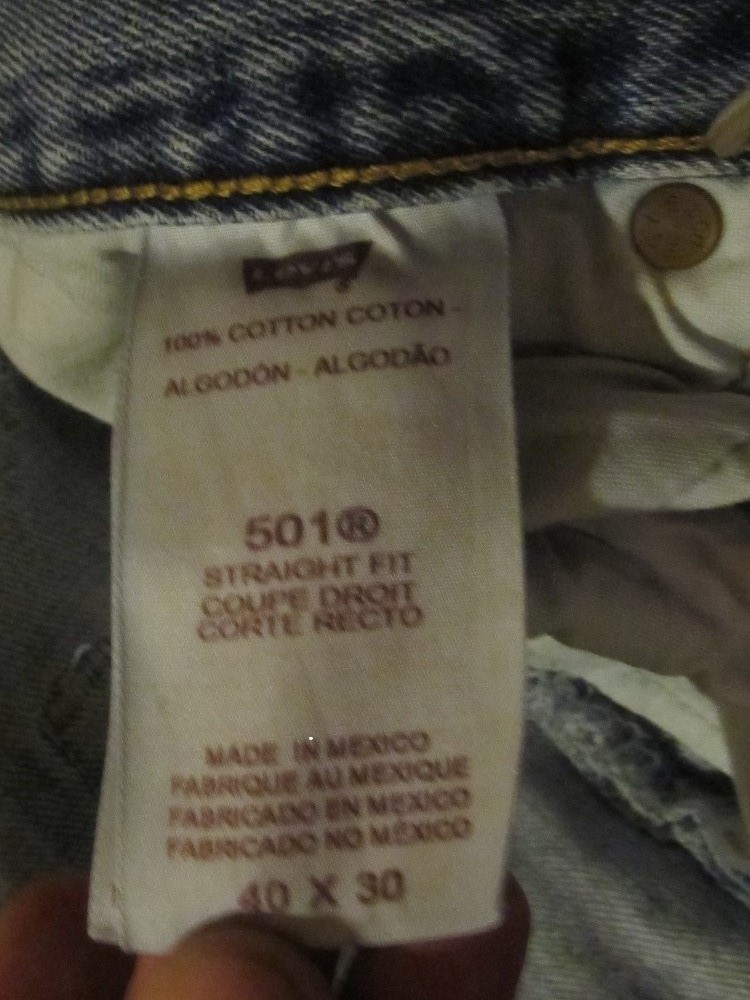 Levi's
100% COTTON COTON -
ALGODÓN - ALGODÃO
501®
STRAIGHT FIT
COUPE DROIT
CORTE RECTO
MADE IN MEXICO
FABRIQUE AU MEXIQUE
FABRICADO EN MEXICO
FABRICADO NO MÉXICO
40 X 30